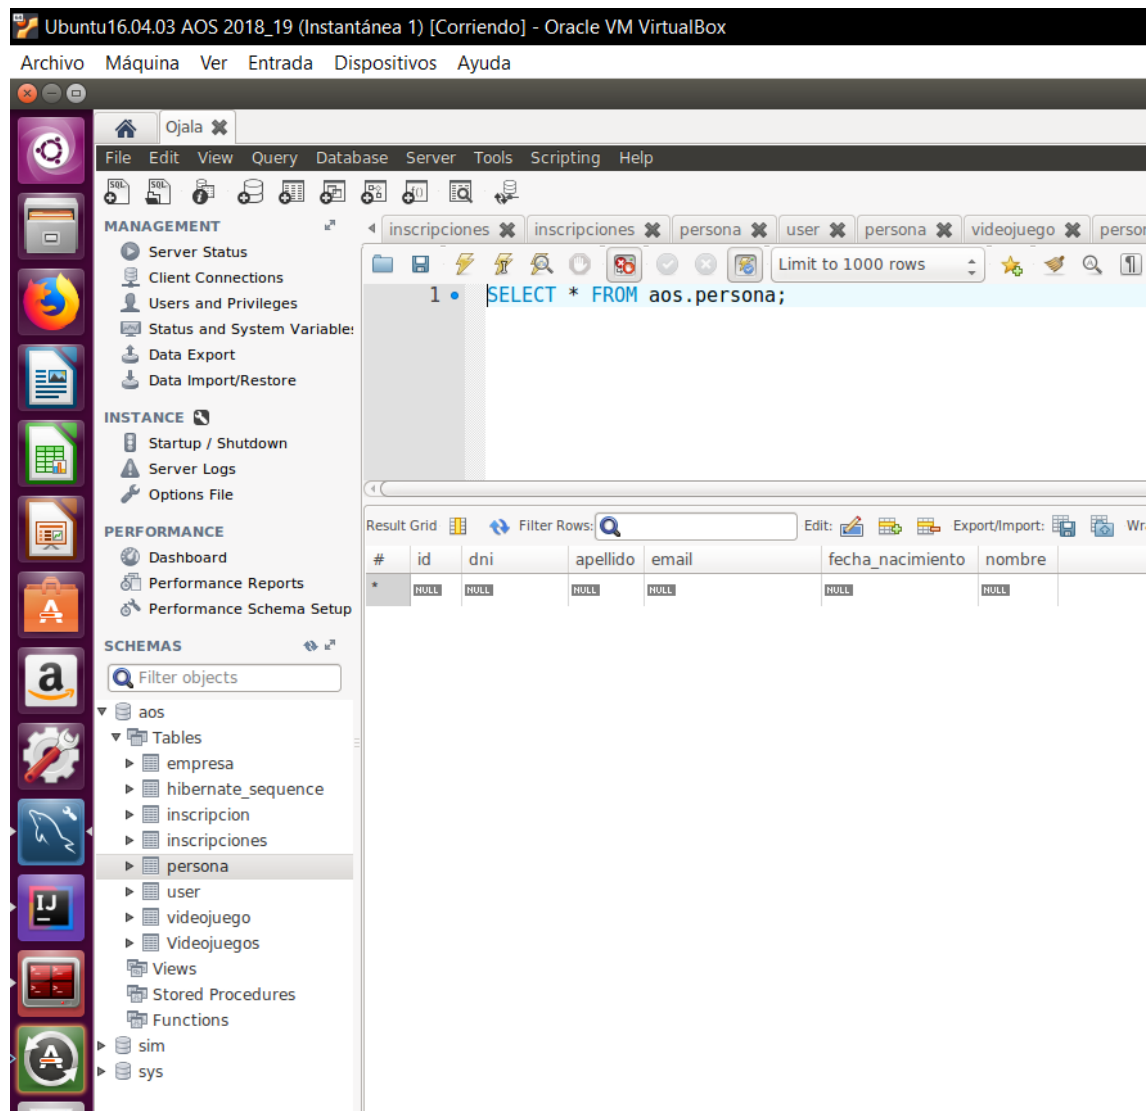 Ubuntu16.04.03 AOS 2018_19 (Instantánea 1) [Corriendo] - Oracle VM VirtualBox
Archivo Máquina Ver Entrada Dispositivos Ayuda
Ojala
File Edit View Query Database Server Tools Scripting Help
MANAGEMENT
Server Status
Client Connections
Users and Privileges
Status and System Variable
Data Export
Data Import/Restore
INSTANCE
Startup / Shutdown
Server Logs
Options File
PERFORMANCE
Dashboard
Performance Reports
Performance Schema Setup
SCHEMAS
Filter objects
aos
Tables
empresa
hibernate_sequence
inscripcion
inscripciones
persona
user
videojuego
Videojuegos
Views
Stored Procedures
Functions
sim
sys
inscripciones inscripciones persona user persona videojuego person
Limit to 1000 rows
1 SELECT * FROM aos.persona;
Result Grid Filter Rows: Edit: Export/Import: Wr
# id dni apellido email fecha_nacimiento nombre
* NULL NULL NULL NULL NULL NULL